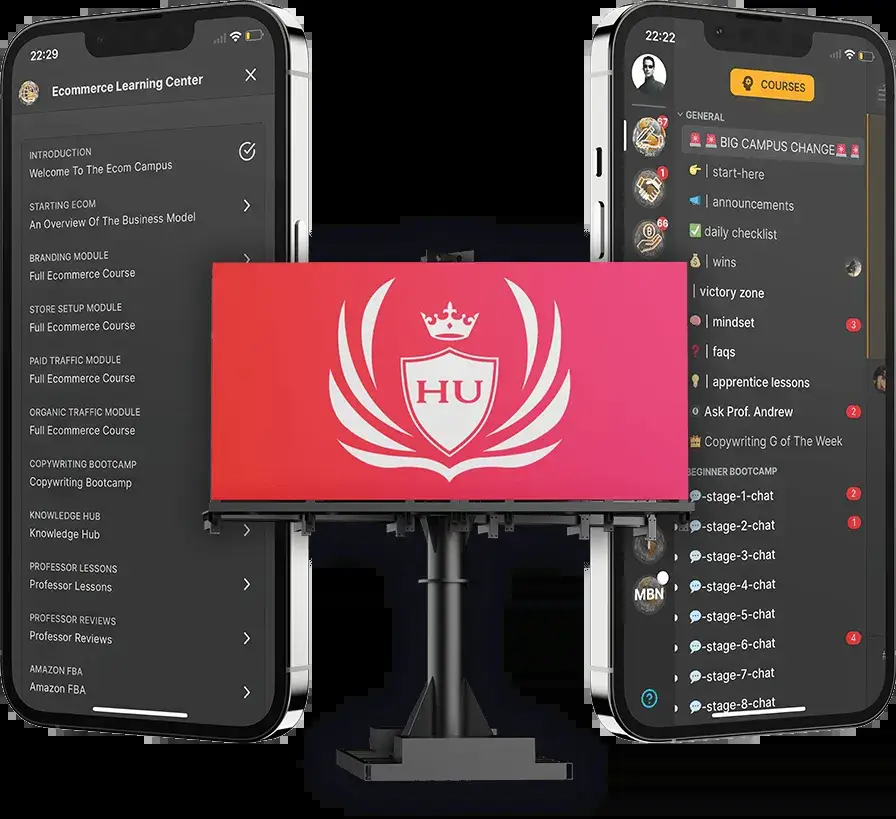 22:29
Ecommerce Learning Center
INTRODUCTION
Welcome To The Ecom Campus
STARTING ECOM
An Overview Of The Business Model
BRANDING MODULE
Full Ecommerce Course
STORE SETUP MODULE
Full Ecommerce Course
PAID TRAFFIC MODULE
Full Ecommerce Course
ORGANIC TRAFFIC MODULE
Full Ecommerce Course
COPYWRITING BOOTCAMP
Copywriting Bootcamp
KNOWLEDGE HUB
Knowledge Hub
PROFESSOR LESSONS
Professor Lessons
PROFESSOR REVIEWS
Professor Reviews
AMAZON FBA
Amazon FBA
HU
22:22
COURSES
67
1
66
MBN
GENERAL
🚨 🚨 BIG CAMPUS CHANGE🚨 🚨
👉 | start-here
📣 | announcements
✅ daily checklist
💰 | wins
| victory zone
🧠 | mindset 3
❓ | faqs
💡 | apprentice lessons
Ask Prof. Andrew 2
👑 Copywriting G of The Week
BEGINNER BOOTCAMP
💬-stage-1-chat 2
💬-stage-2-chat 1
💬-stage-3-chat
💬-stage-4-chat
💬-stage-5-chat
💬-stage-6-chat 4
💬-stage-7-chat
💬-stage-8-chat